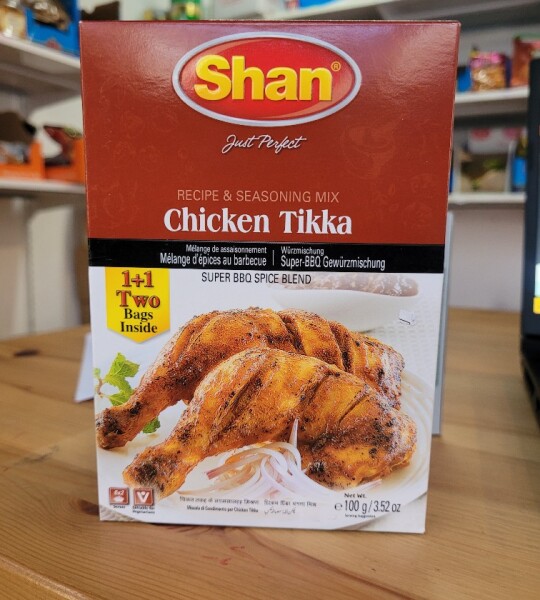 Shan®
Just Perfect
RECIPE & SEASONING MIX
Chicken Tikka
Mélange de assaisonnement
Mélange d'épices au barbecue
Würzmischung
Super-BBQ Gewürzmischung
SUPER BBQ SPICE BLEND
1+1
Two
Bags
Inside
Net Wt.
℮ 100 g / 3.52 oz